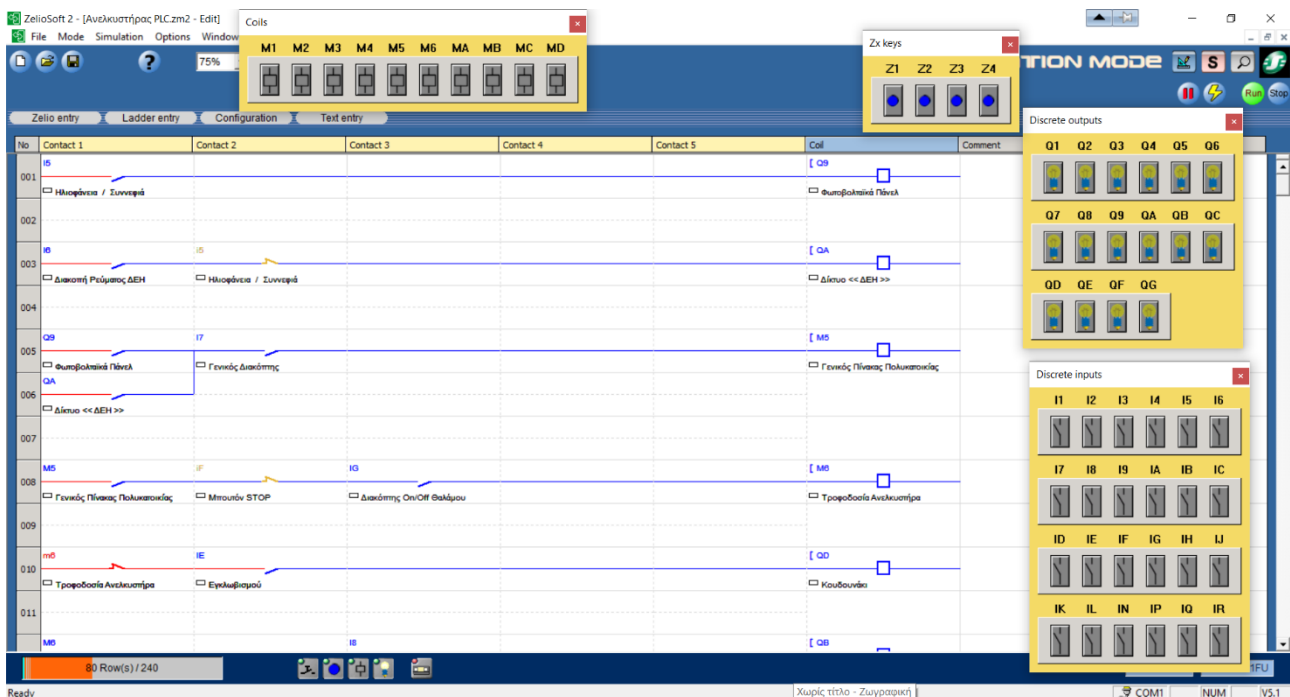 ZelioSoft 2 - [Ανελκυστήρας PLC.zm2 - Edit]
File Mode Simulation Options Window
75%
TION MODE
S
Run Stop
Zelio entry Ladder entry Configuration Text entry
Coils
M1 M2 M3 M4 M5 M6 MA MB MC MD
Zx keys
Z1 Z2 Z3 Z4
No Contact 1 Contact 2 Contact 3 Contact 4 Contact 5 Coil Comment
I5 [ Q9
001
Ηλιοφάνεια / Συννεφιά Φωτοβολταϊκά Πάνελ
002
I6 i5 [ QA
003
Διακοπή Ρεύματος ΔΕΗ Ηλιοφάνεια / Συννεφιά Δίκτυο << ΔΕΗ >>
004
Q9 I7 [ M5
005
Φωτοβολταϊκά Πάνελ Γενικός Διακόπτης Γενικός Πίνακας Πολυκατοικίας
QA
006
Δίκτυο << ΔΕΗ >>
007
M5 iF IG [ M6
008
Γενικός Πίνακας Πολυκατοικίας Μπουτόν STOP Διακόπτης On/Off Θαλάμου Τροφοδοσία Ανελκυστήρα
009
m6 IE [ QD
010
Τροφοδοσία Ανελκυστήρα Εγκλωβισμού Κουδουνάκι
011
M6 I8 [ QB
Discrete outputs
Q1 Q2 Q3 Q4 Q5 Q6
Q7 Q8 Q9 QA QB QC
QD QE QF QG
Discrete inputs
I1 I2 I3 I4 I5 I6
I7 I8 I9 IA IB IC
ID IE IF IG IH IJ
IK IL IN IP IQ IR
80 Row(s) / 240
1FU
Ready Χωρίς τίτλο - Ζωγραφική COM1 NUM V5.1